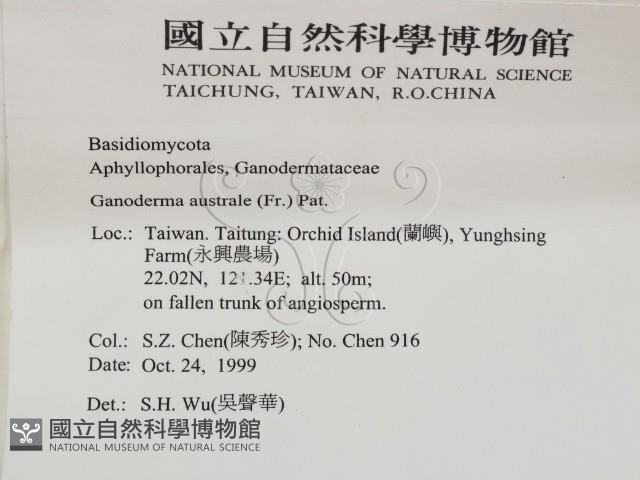 國立自然科學博物館
NATIONAL MUSEUM OF NATURAL SCIENCE
TAICHUNG, TAIWAN, R.O.CHINA
Basidiomycota
Aphyllophorales, Ganodermataceae
Ganoderma australe (Fr.) Pat.
Loc.: Taiwan. Taitung: Orchid Island(蘭嶼), Yunghsing
Farm(永興農場)
22.02N, 121.34E; alt. 50m;
on fallen trunk of angiosperm.
Col.: S.Z. Chen(陳秀珍); No. Chen 916
Date: Oct. 24, 1999
Det.: S.H. Wu(吳聲華)
國立自然科學博物館
NATIONAL MUSEUM OF NATURAL SCIENCE